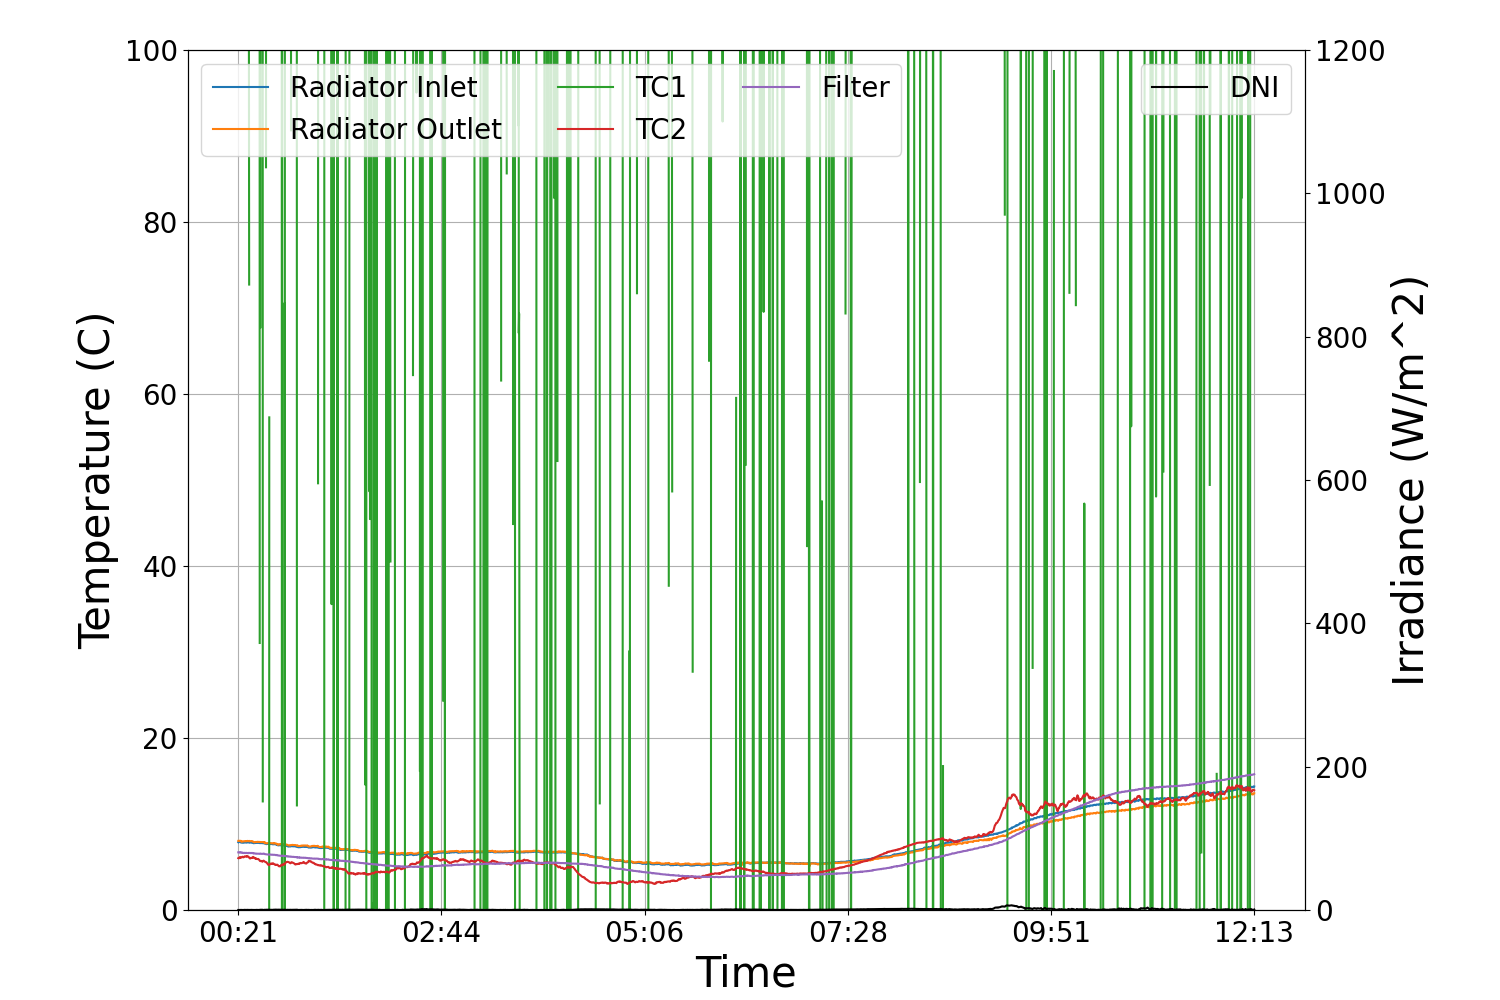 Radiator Inlet
Radiator Outlet
TC1
TC2
Filter
DNI
100
80
60
40
20
0
1200
1000
800
600
400
200
0
Temperature (C)
Irradiance (W/m^2)
00:21
02:44
05:06
07:28
09:51
12:13
Time